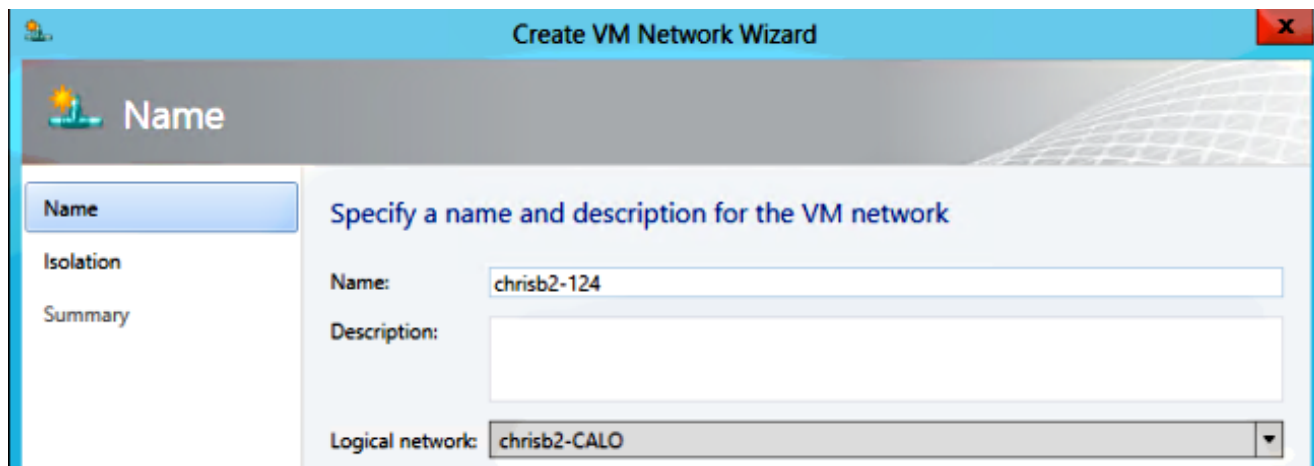 Create VM Network Wizard
x
Name
Name
Isolation
Summary
Specify a name and description for the VM network
Name:
chrisb2-124
Description:
Logical network:
chrisb2-CALO